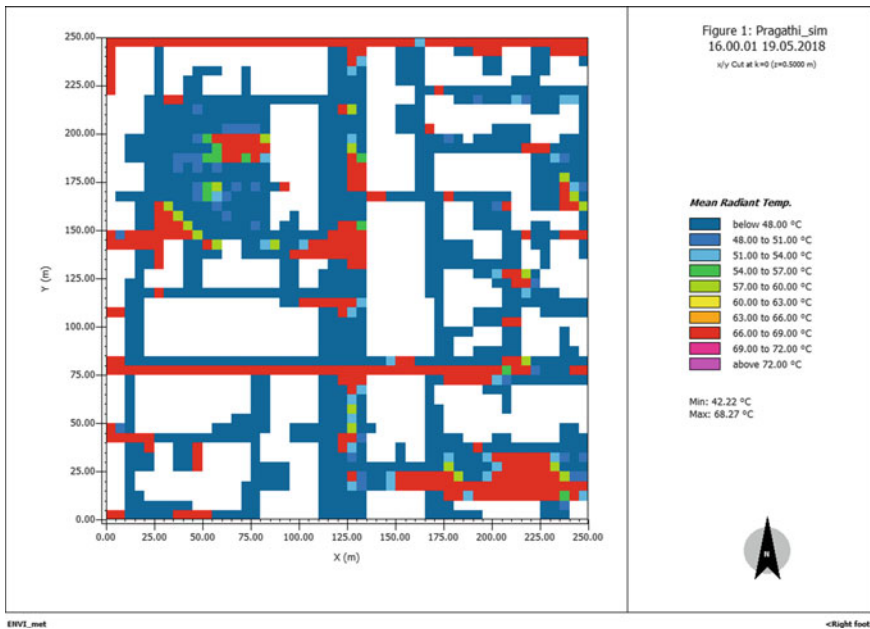 Figure 1: Pragathi_sim
16.00.01 19.05.2018
x/y Cut at k=0 (z=0.5000 m)
250.00
225.00
200.00
175.00
150.00
125.00
100.00
75.00
50.00
25.00
0.00
Y (m)
0.00 25.00 50.00 75.00 100.00 125.00 150.00 175.00 200.00 225.00 250.00
X (m)
Mean Radiant Temp.
below 48.00 °C
48.00 to 51.00 °C
51.00 to 54.00 °C
54.00 to 57.00 °C
57.00 to 60.00 °C
60.00 to 63.00 °C
63.00 to 66.00 °C
66.00 to 69.00 °C
69.00 to 72.00 °C
above 72.00 °C
Min: 42.22 °C
Max: 68.27 °C
N
ENVI_met
<Right foot